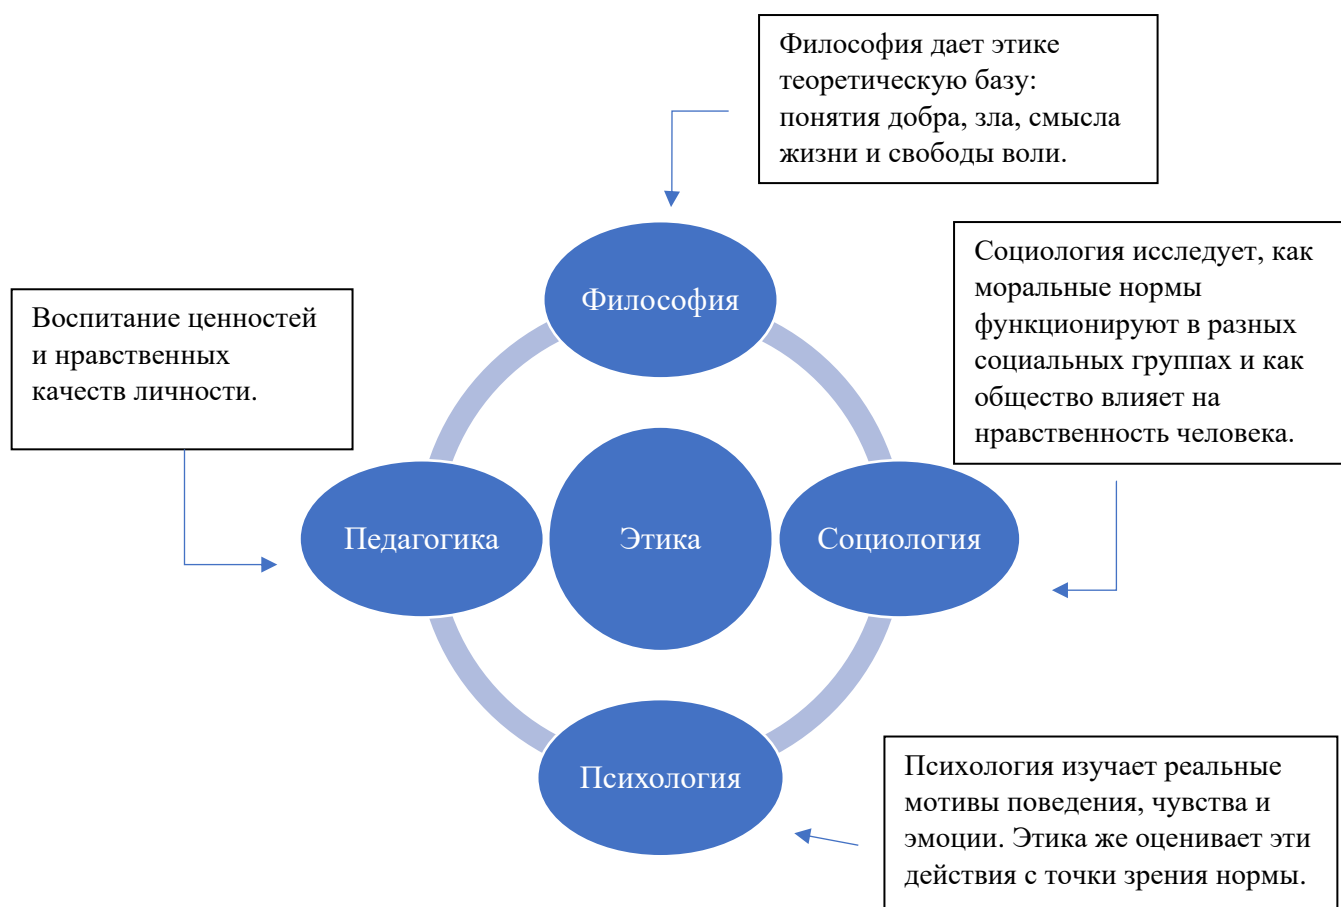 Философия дает этике
теоретическую базу:
понятия добра, зла, смысла
жизни и свободы воли.
Социология исследует, как
моральные нормы
функционируют в разных
социальных группах и как
общество влияет на
нравственность человека.
Воспитание ценностей
и нравственных
качеств личности.
Философия
Педагогика
Этика
Социология
Психология
Психология изучает реальные
мотивы поведения, чувства и
эмоции. Этика же оценивает эти
действия с точки зрения нормы.